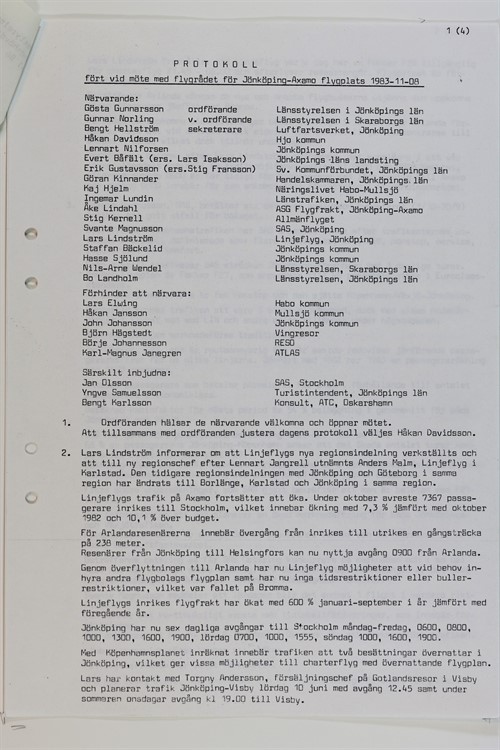 1 (4)
PROTOKOLL
fört vid möte med flygrådet för Jönköping-Axamo flygplats 1983-11-08
Närvarande:
Gösta Gunnarsson ordförande Länsstyrelsen i Jönköpings län
Gunnar Norling v. ordförande Länsstyrelsen i Skaraborgs län
Bengt Hellström sekreterare Luftfartsverket, Jönköping
Håkan Davidsson Hjo kommun
Lennart Nilforsen Jönköpings kommun
Evert Båfält (ers. Lars Isaksson) Jönköpings läns landsting
Erik Gustavsson (ers.Stig Fransson) Sv. Kommunförbundet, Jönköpings län
Göran Kinnander Handelskammaren, Jönköpings län
Kaj Hjelm Näringslivet Habo-Mullsjö
Ingemar Lundin Länstrafiken, Jönköpings län
Åke Lindahl ASG Flygfrakt, Jönköping-Axamo
Stig Kernell Allmänflyget
Svante Magnusson SAS, Jönköping
Lars Lindström Linjeflyg, Jönköping
Staffan Bäckelid Jönköpings kommun
Hasse Sjölund Jönköpings kommun
Nils-Arne Wendel Länsstyrelsen, Skaraborgs län
Bo Landholm Länsstyrelsen, Jönköpings län
Förhinder att närvara:
Lars Elwing Habo kommun
Håkan Jansson Mullsjö kommun
John Johansson Jönköpings kommun
Björn Hägstedt Vingresor
Börje Johannesson RESO
Karl-Magnus Janegren ATLAS
Särskilt inbjudna:
Jan Olsson SAS, Stockholm
Yngve Samuelsson Turistintendent, Jönköpings län
Bengt Karlsson Konsult, ATC, Oskarshamn
1. Ordföranden hälsar de närvarande välkomna och öppnar mötet.
Att tillsammans med ordföranden justera dagens protokoll väljes Håkan Davidsson.
2. Lars Lindström informerar om att Linjeflygs nya regionsindelning verkställts och
att till ny regionschef efter Lennart Jangrell utnämnts Anders Malm, Linjeflyg i
Karlstad. Den tidigare regionsindelningen med Jönköping och Göteborg i samma
region har ändrats till Borlänge, Karlstad och Jönköping i samma region.
Linjeflygs trafik på Axamo fortsätter att öka. Under oktober avreste 7367 passa-
gerare inrikes till Stockholm, vilket innebar ökning med 7,3 % jämfört med oktober
1982 och 10,1 % över budget.
För Arlandaresenärerna innebär övergång från inrikes till utrikes en gångsträcka
på 238 meter.
Resenärer från Jönköping till Helsingfors kan nu nyttja avgång 0900 från Arlanda.
Genom överflyttningen till Arlanda har nu Linjeflyg möjligheter att vid behov in-
hyra andra flygbolags flygplan samt har nu inga tidsrestriktioner eller buller-
restriktioner, vilket var fallet på Bromma.
Linjeflygs inrikes flygfrakt har ökat med 600 % januari-september i år jämfört med
föregående år.
Jönköping har nu sex dagliga avgångar till Stockholm måndag-fredag, 0600, 0800,
1000, 1300, 1600, 1900, lördag 0700, 1000, 1555, söndag 1000, 1600, 1900.
Med Köpenhamnsplanet inräknat innebär trafiken att två besättningar övernattar i
Jönköping, vilket ger vissa möjligheter till charterflyg med övernattande flygplan.
Lars har kontakt med Torgny Andersson, försäljningschef på Gotlandsresor i Visby
och planerar trafik Jönköping-Visby lördag 10 juni med avgång 12.45 samt under
sommaren onsdagar avgång kl 19.00 till Visby.